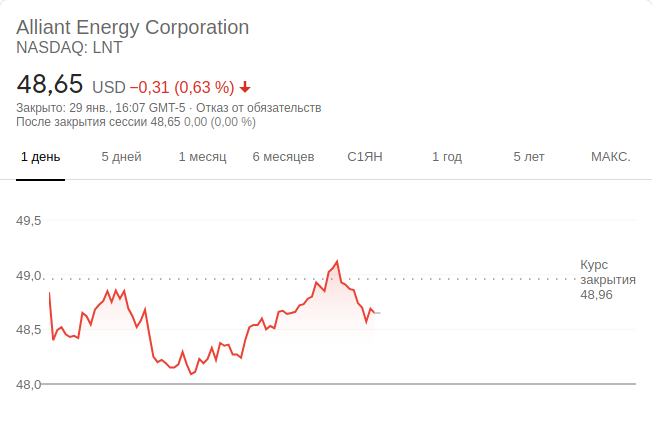 Alliant Energy Corporation
NASDAQ: LNT
48,65 USD −0,31 (0,63 %)
Закрыто: 29 янв., 16:07 GMT-5 · Отказ от обязательств
После закрытия сессии 48,65 0,00 (0,00 %)
1 день 5 дней 1 месяц 6 месяцев С1ЯН 1 год 5 лет МАКС.
49,5
49,0
48,5
48,0
Курс
закрытия
48,96